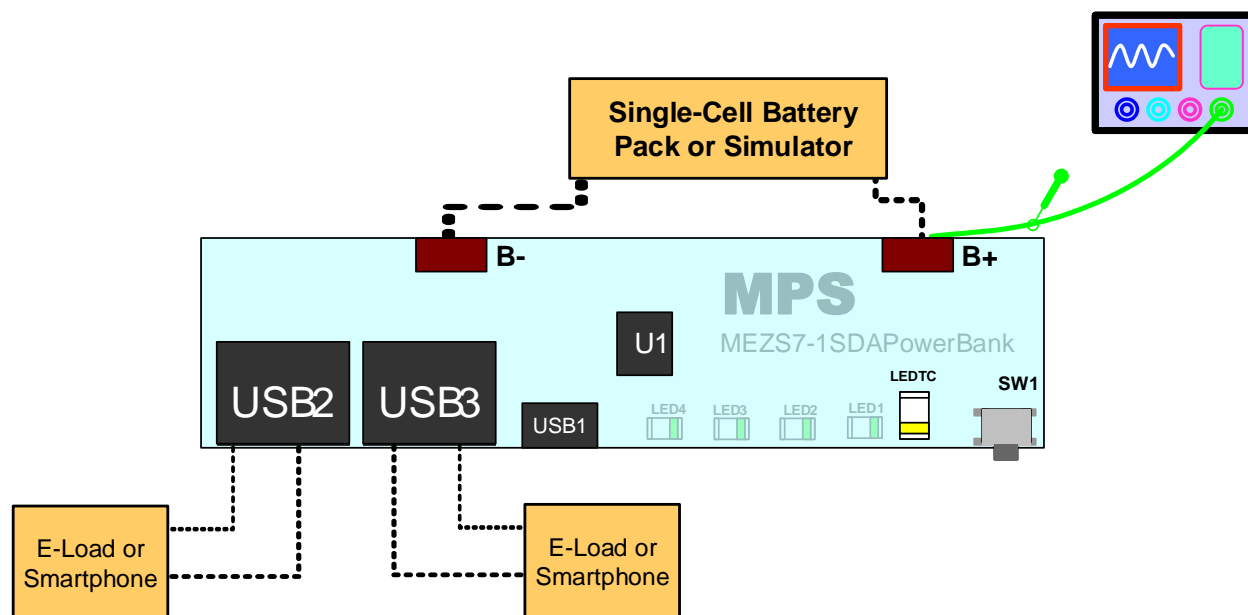 Single-Cell Battery
Pack or Simulator
B-
B+
MPS
MEZS7-1SDAPowerBank
U1
USB2
USB3
USB1
LED4
LED3
LED2
LED1
LEDTC
SW1
E-Load or
Smartphone
E-Load or
Smartphone